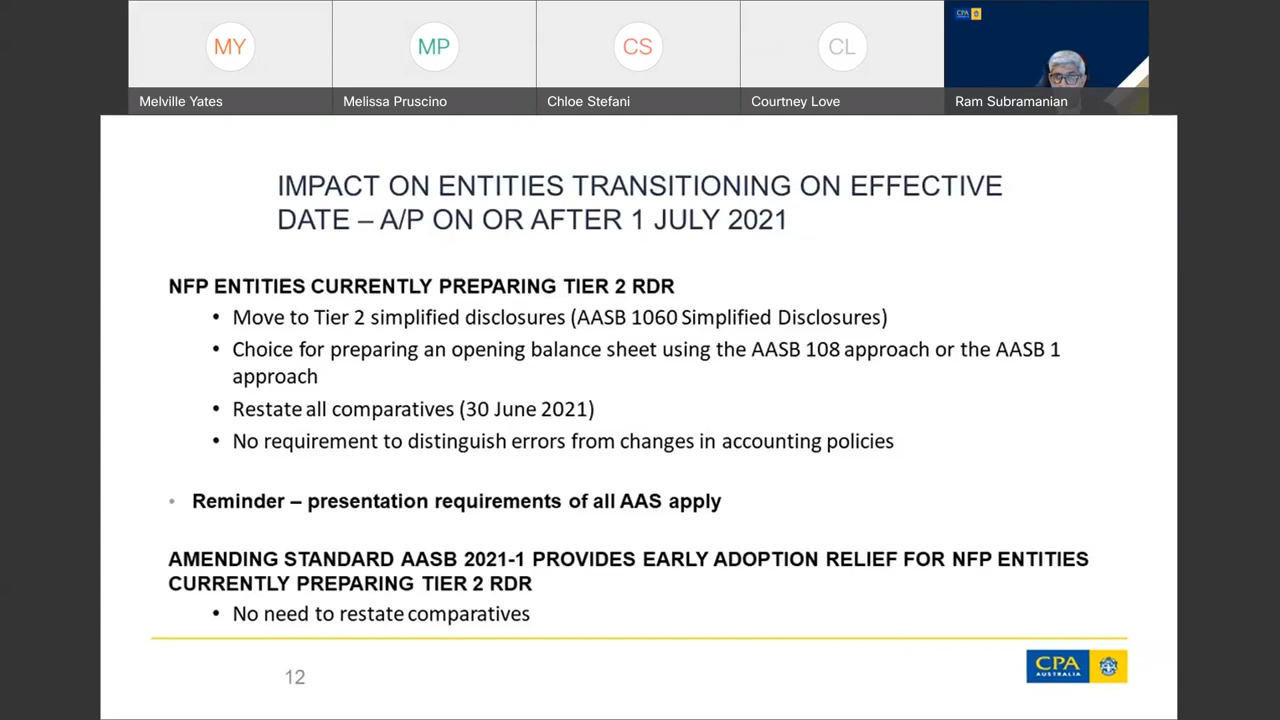 MY
MP
CS
CL
CPA
Melville Yates
Melissa Pruscino
Chloe Stefani
Courtney Love
Ram Subramanian
IMPACT ON ENTITIES TRANSITIONING ON EFFECTIVE
DATE – A/P ON OR AFTER 1 JULY 2021
NFP ENTITIES CURRENTLY PREPARING TIER 2 RDR
• Move to Tier 2 simplified disclosures (AASB 1060 Simplified Disclosures)
• Choice for preparing an opening balance sheet using the AASB 108 approach or the AASB 1
approach
• Restate all comparatives (30 June 2021)
• No requirement to distinguish errors from changes in accounting policies
• Reminder – presentation requirements of all AAS apply
AMENDING STANDARD AASB 2021-1 PROVIDES EARLY ADOPTION RELIEF FOR NFP ENTITIES
CURRENTLY PREPARING TIER 2 RDR
• No need to restate comparatives
12
CPA
AUSTRALIA